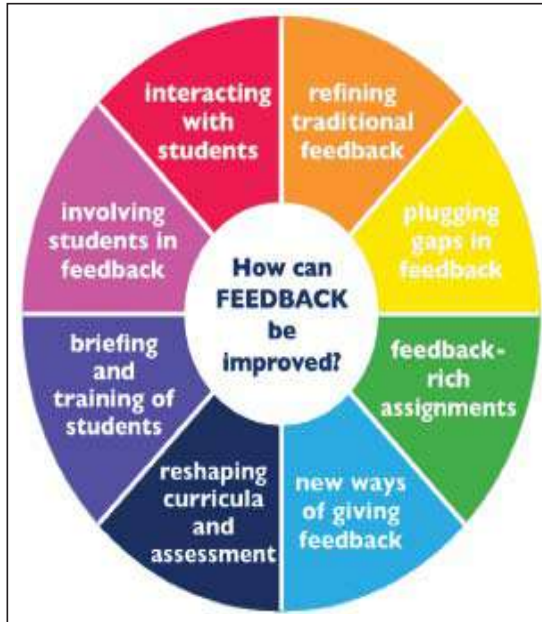 How can
FEEDBACK
be
improved?
refining
traditional
feedback
plugging
gaps in
feedback
feedback-
rich
assignments
new ways
of giving
feedback
reshaping
curricula
and
assessment
briefing
and
training of
students
involving
students in
feedback
interacting
with
students